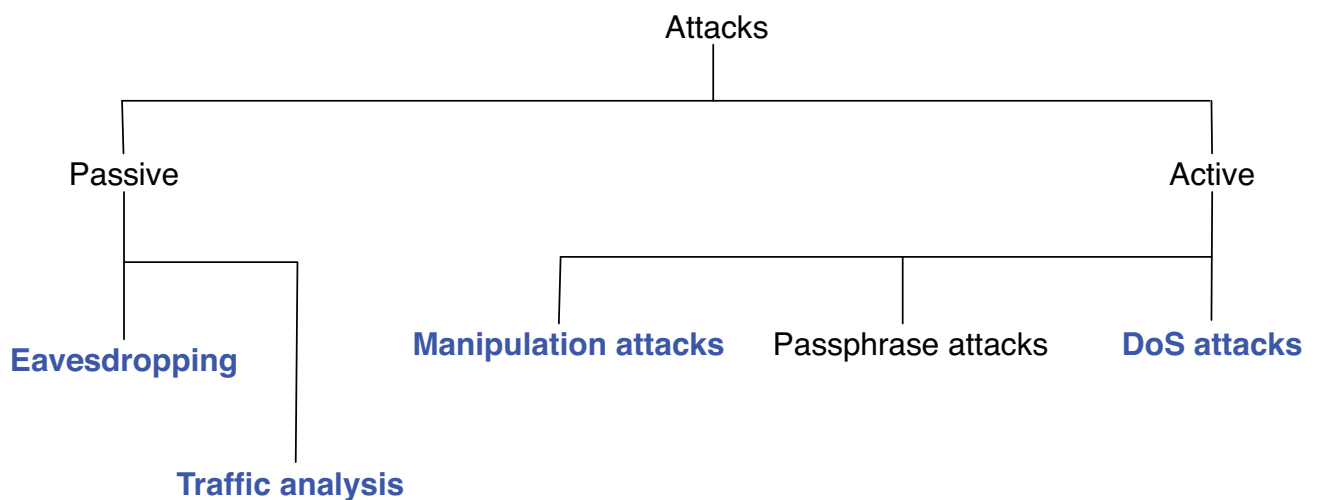 Attacks
Passive
Active
Eavesdropping
Manipulation attacks
Passphrase attacks
DoS attacks
Traffic analysis